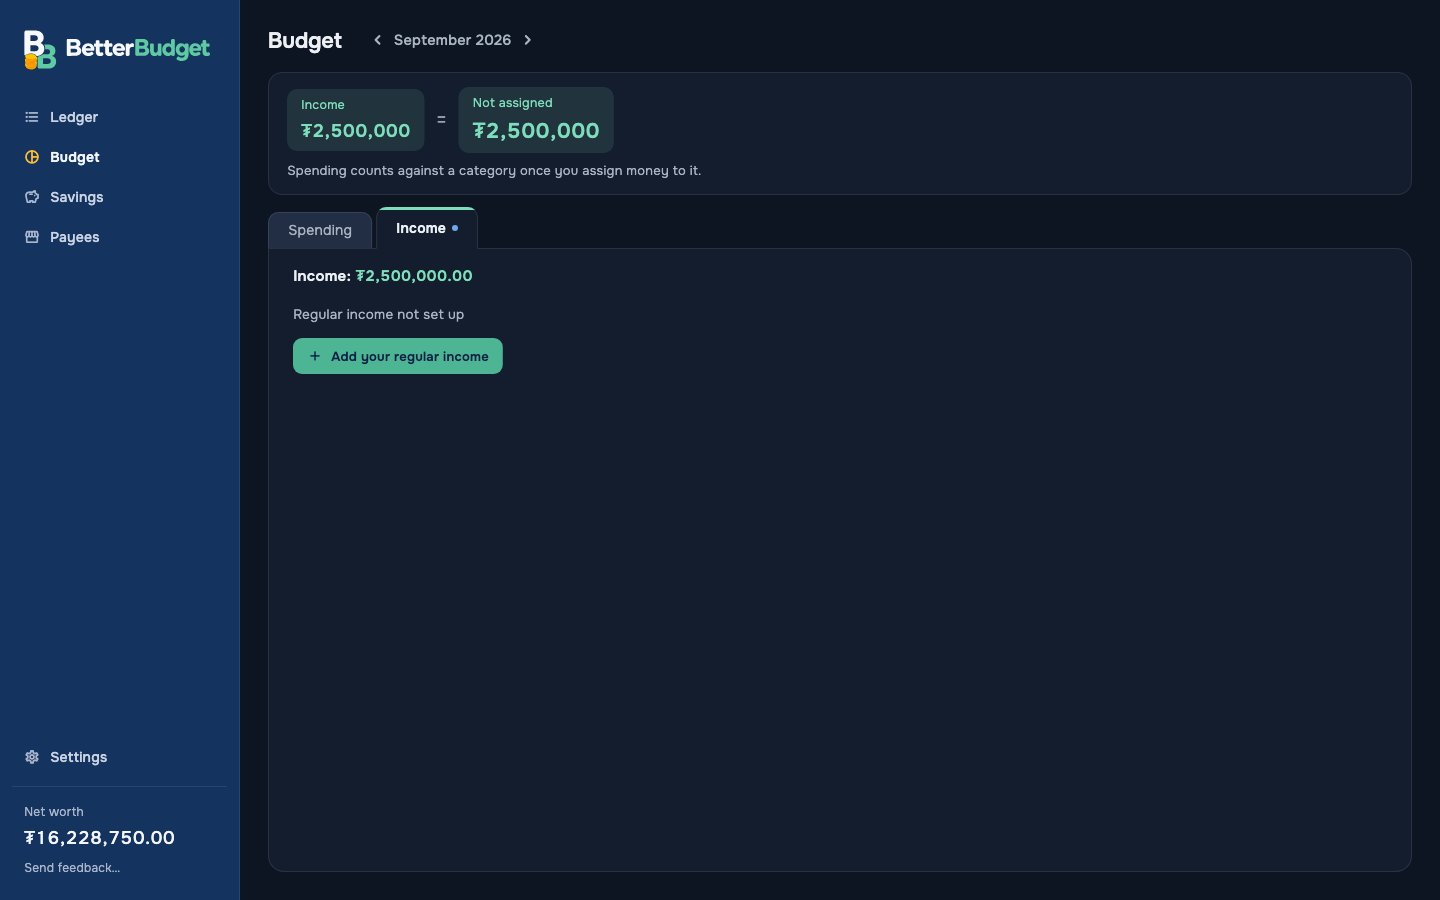 BetterBudget
Ledger
Budget
Savings
Payees
Settings
Net worth
₮16,228,750.00
Send feedback...
Budget
September 2026
Income
₮2,500,000
=
Not assigned
₮2,500,000
Spending counts against a category once you assign money to it.
Spending
Income
Income: ₮2,500,000.00
Regular income not set up
+ Add your regular income